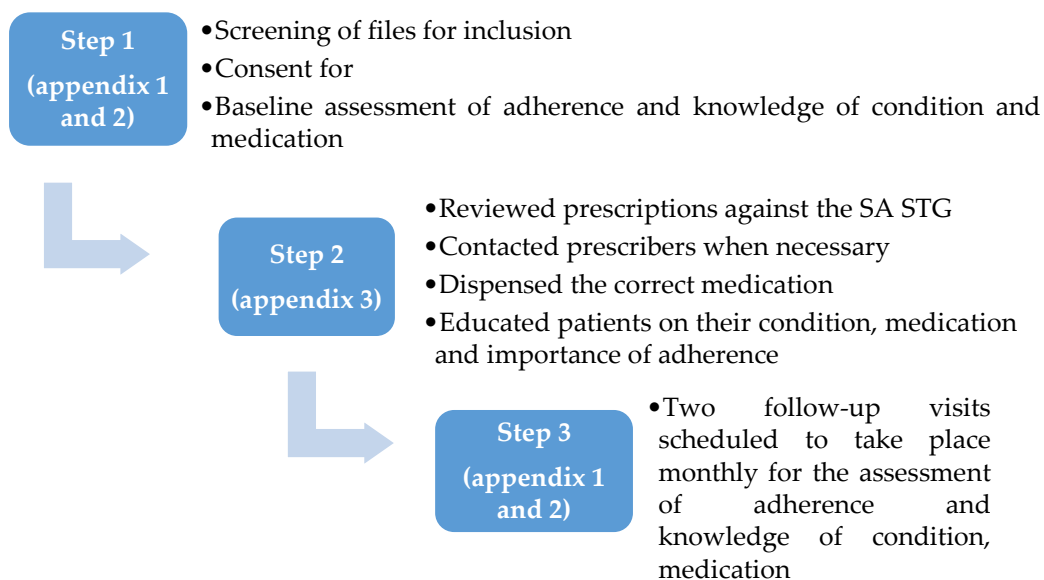 Step 1
(appendix 1
and 2)
•Screening of files for inclusion
•Consent for
•Baseline assessment of adherence and knowledge of condition and
medication
Step 2
(appendix 3)
•Reviewed prescriptions against the SA STG
•Contacted prescribers when necessary
•Dispensed the correct medication
•Educated patients on their condition, medication
and importance of adherence
Step 3
(appendix 1
and 2)
•Two follow-up visits
scheduled to take place
monthly for the assessment
of adherence and
knowledge of condition,
medication